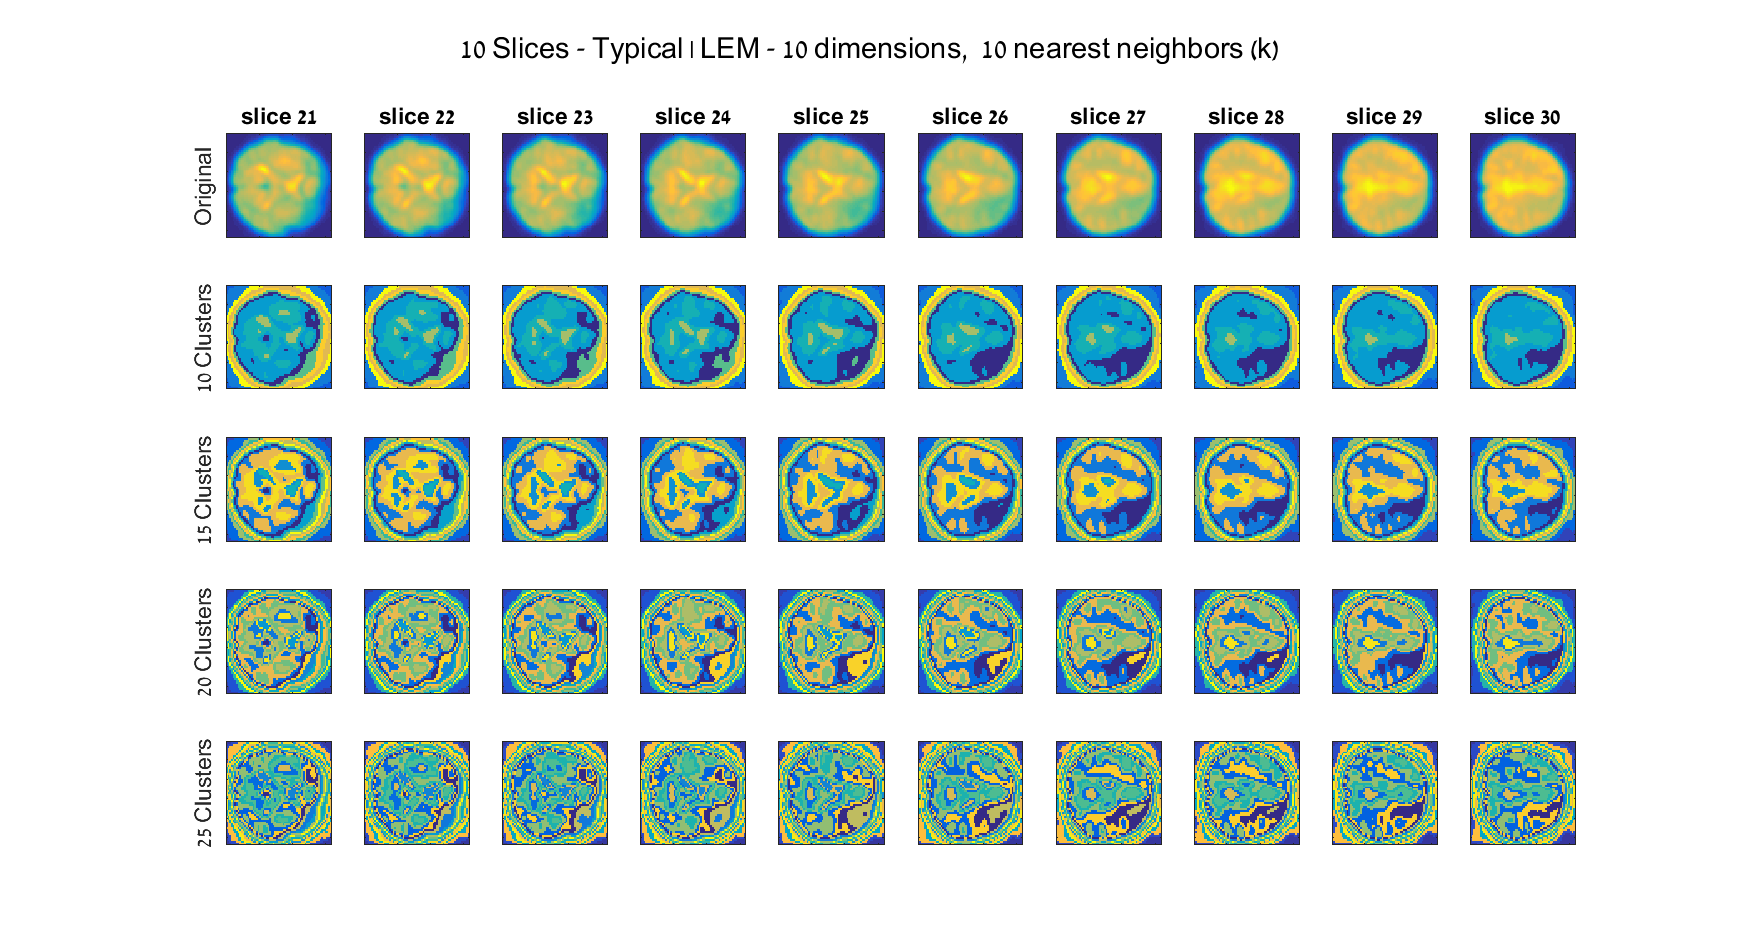 10 Slices - Typical | LEM - 10 dimensions, 10 nearest neighbors (k)
slice 21 slice 22 slice 23 slice 24 slice 25 slice 26 slice 27 slice 28 slice 29 slice 30
Original
10 Clusters
15 Clusters
20 Clusters
25 Clusters